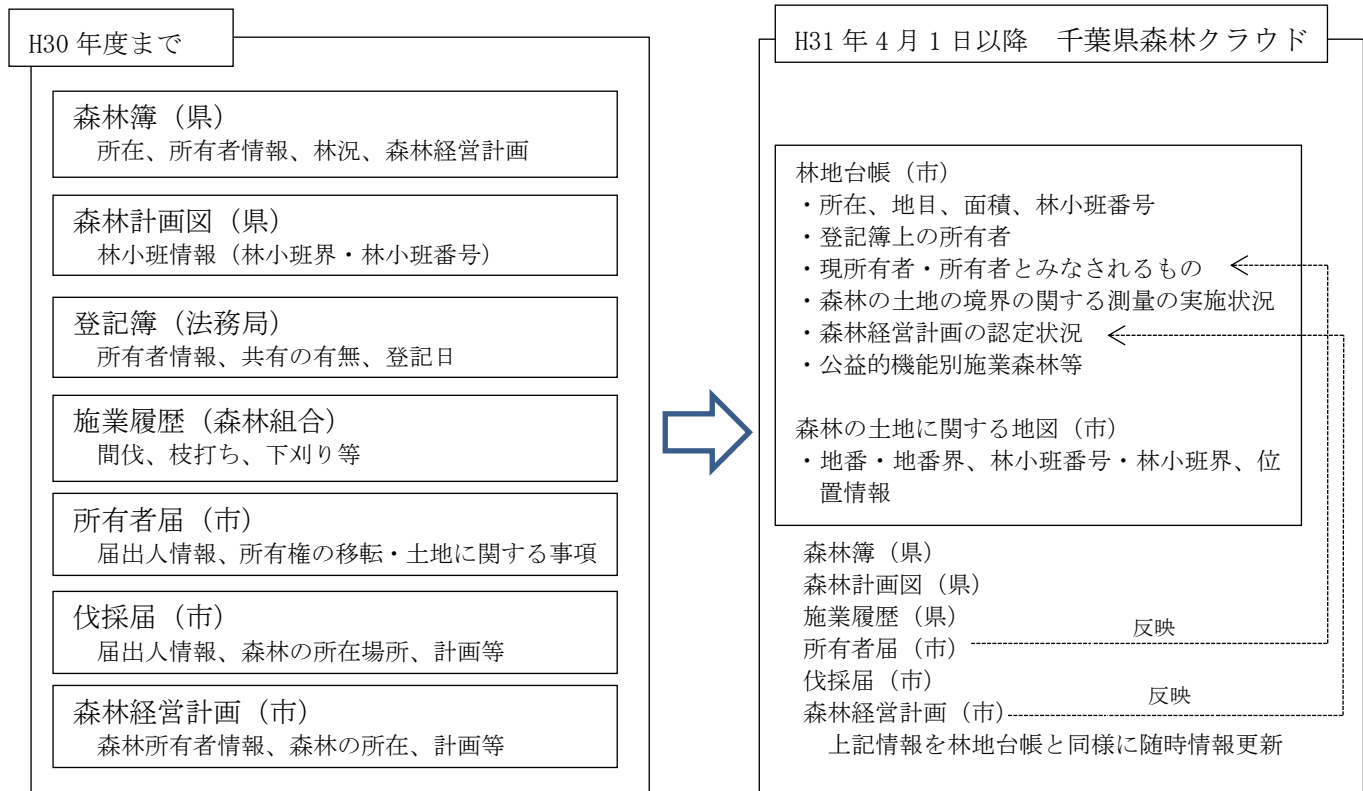 H30年度まで
森林簿（県）
所在、所有者情報、林況、森林経営計画
森林計画図（県）
林小班情報（林小班界・林小班番号）
登記簿（法務局）
所有者情報、共有の有無、登記日
施業履歴（森林組合）
間伐、枝打ち、下刈り等
所有者届（市）
届出人情報、所有権の移転・土地に関する事項
伐採届（市）
届出人情報、森林の所在場所、計画等
森林経営計画（市）
森林所有者情報、森林の所在、計画等
H31年4月1日以降　千葉県森林クラウド
林地台帳（市）
・所在、地目、面積、林小班番号
・登記簿上の所有者
・現所有者・所有者とみなされるもの
・森林の土地の境界の関する測量の実施状況
・森林経営計画の認定状況
・公益的機能別施業森林等
森林の土地に関する地図（市）
・地番・地番界、林小班番号・林小班界、位
置情報
森林簿（県）
森林計画図（県）
施業履歴（県）
所有者届（市）
反映
伐採届（市）
森林経営計画（市）
反映
上記情報を林地台帳と同様に随時情報更新